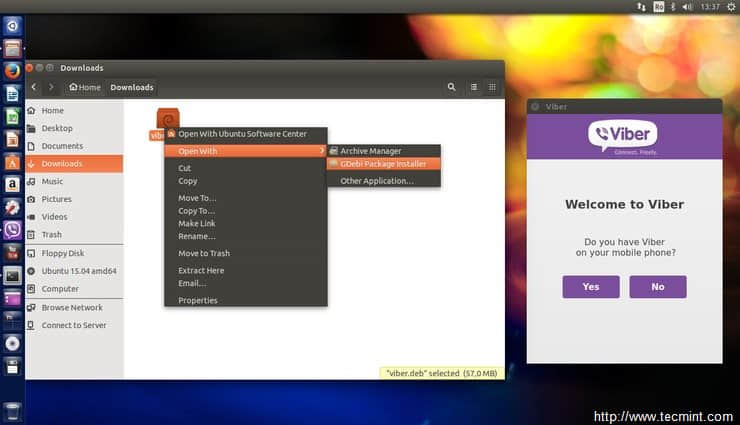 Ro
13:37
Downloads
Home
Downloads
Home
Desktop
Documents
Downloads
Music
Pictures
Videos
Trash
Floppy Disk
Ubuntu 15.04 amd64
Computer
Browse Network
Connect to Server
Open With Ubuntu Software Center
Open With
Cut
Copy
Move To…
Copy To…
Make Link
Rename…
Move to Trash
Extract Here
Email…
Properties
Archive Manager
GDebi Package Installer
Other Application…
"viber.deb" selected (57,0 MB)
Viber
Viber
Connect. Freely.
Welcome to Viber
Do you have Viber
on your mobile phone?
Yes
No
http://www.tecmint.com